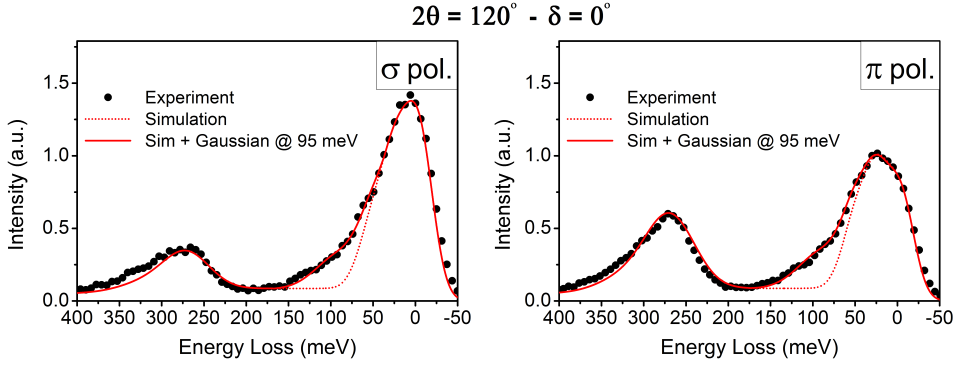 2θ = 120° - δ = 0°
σ pol.
Experiment
Simulation
Sim + Gaussian @ 95 meV
Intensity (a.u.)
1.5
1.0
0.5
0.0
400 350 300 250 200 150 100 50 0 -50
Energy Loss (meV)
π pol.
Experiment
Simulation
Sim + Gaussian @ 95 meV
Intensity (a.u.)
1.5
1.0
0.5
0.0
400 350 300 250 200 150 100 50 0 -50
Energy Loss (meV)